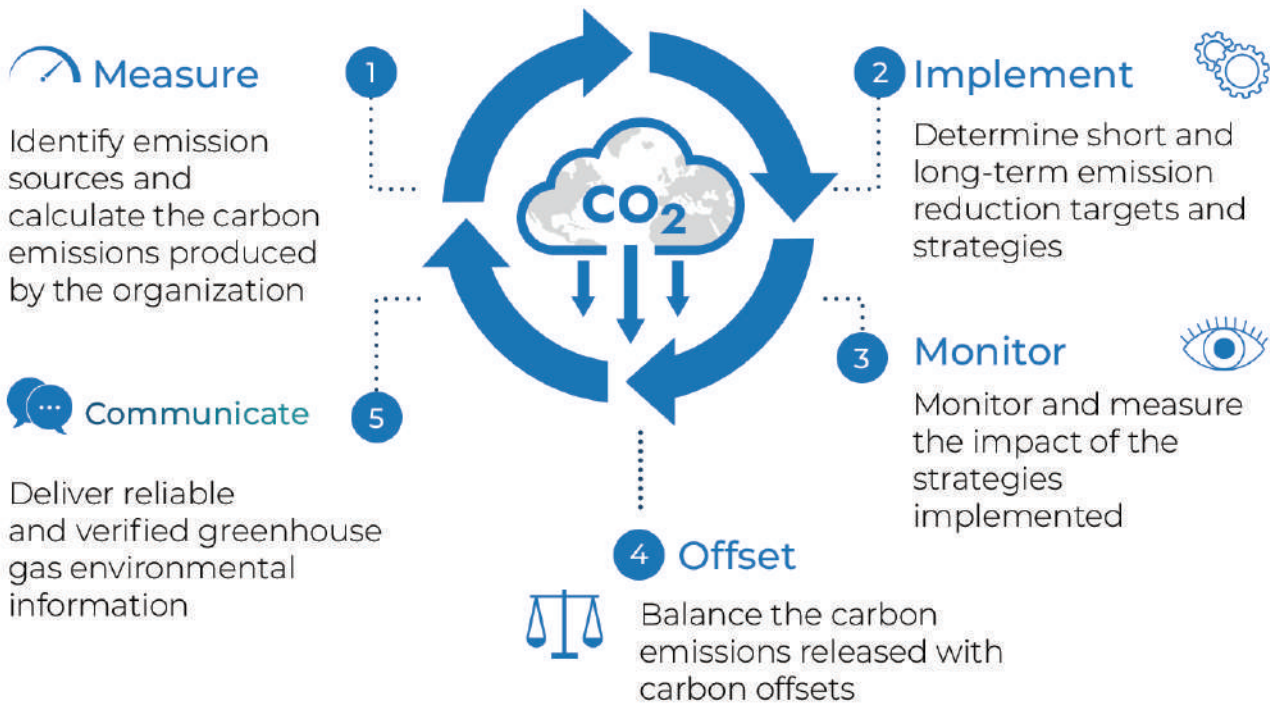 Measure
1
Identify emission
sources and
calculate the carbon
emissions produced
by the organization
2
Implement
Determine short and
long-term emission
reduction targets and
strategies
CO₂
3
Monitor
Monitor and measure
the impact of the
strategies
implemented
4
Offset
Balance the carbon
emissions released with
carbon offsets
5
Communicate
Deliver reliable
and verified greenhouse
gas environmental
information